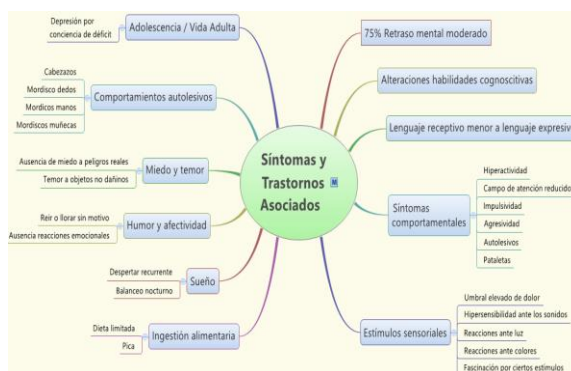 Síntomas y
Trastornos
Asociados
Adolescencia / Vida Adulta
Depresión por
conciencia de déficit
Comportamientos autolesivos
Cabezazos
Mordisco dedos
Mordicos manos
Mordiscos muñecas
Miedo y temor
Ausencia de miedo a peligros reales
Temor a objetos no dañinos
Humor y afectividad
Reir o llorar sin motivo
Ausencia reacciones emocionales
Sueño
Despertar recurrente
Balanceo nocturno
Ingestión alimentaria
Dieta limitada
Pica
75% Retraso mental moderado
Alteraciones habilidades cognoscitivas
Lenguaje receptivo menor a lenguaje expresiv
Síntomas
comportamentales
Hiperactividad
Campo de atención reducido
Impulsividad
Agresividad
Autolesivos
Pataletas
Estímulos sensoriales
Umbral elevado de dolor
Hipersensibilidad ante los sonidos
Reacciones ante luz
Reacciones ante colores
Fascinación por ciertos estímulos